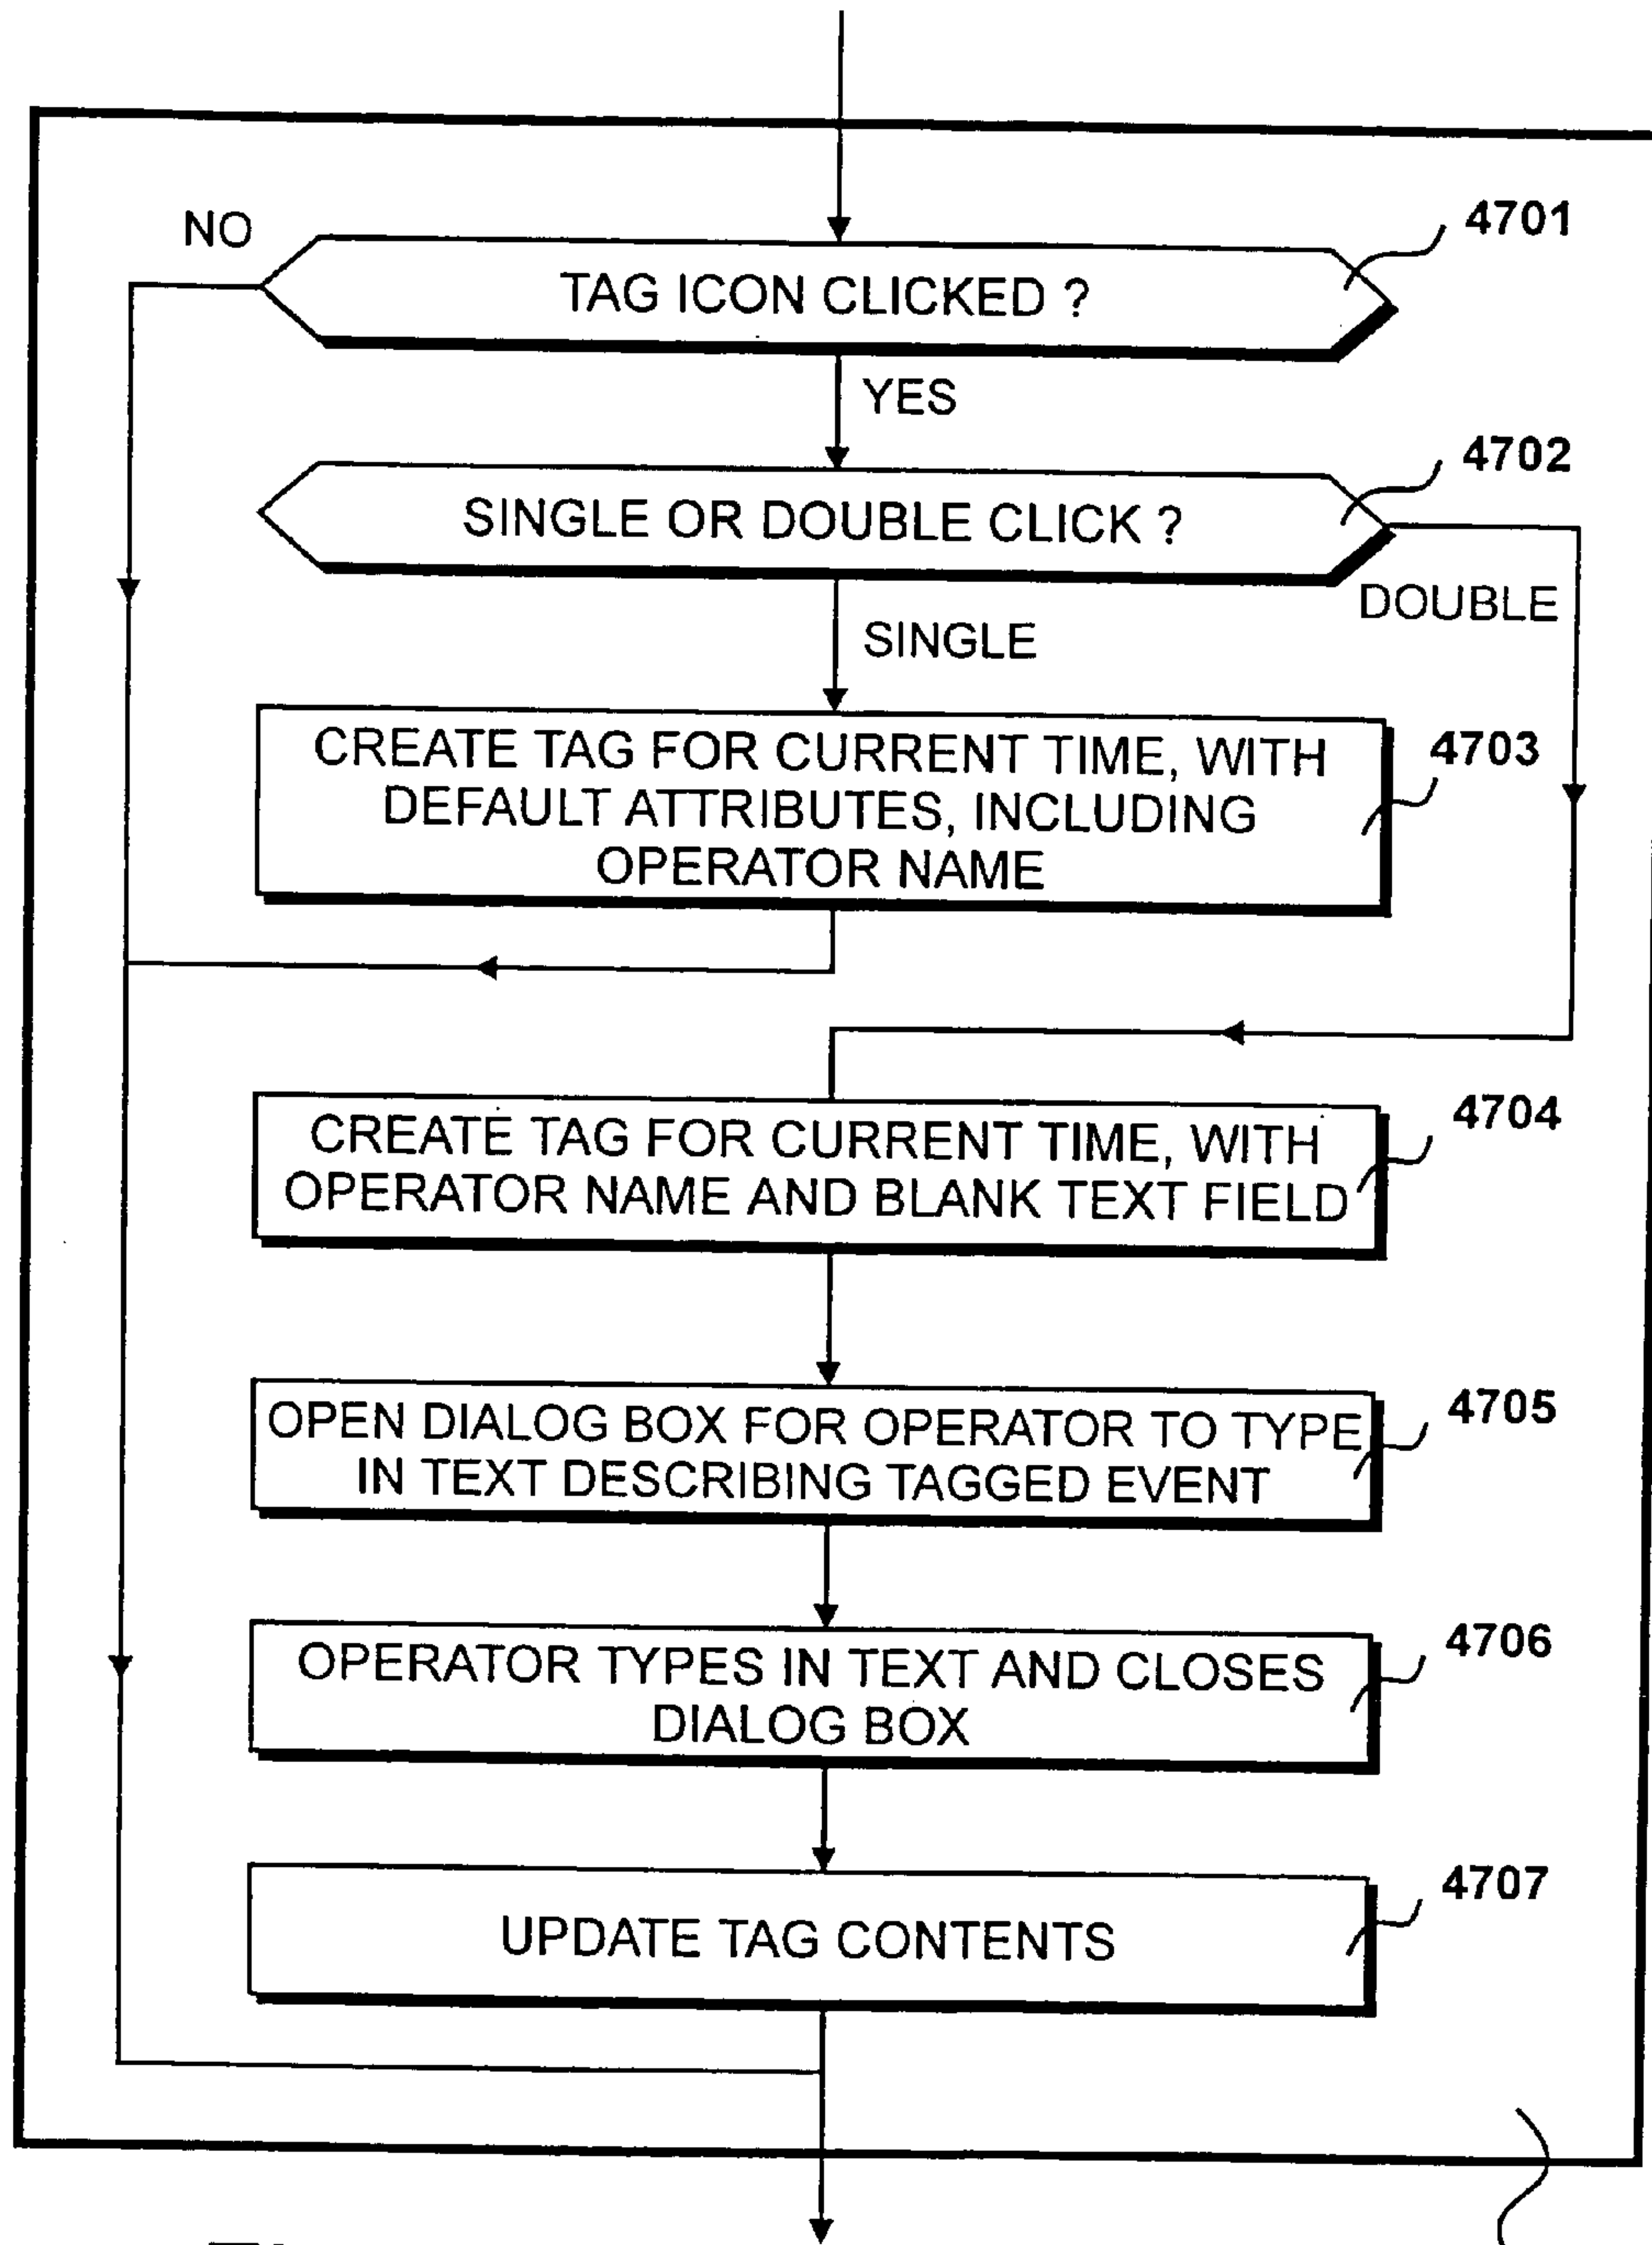 NO
4701
TAG ICON CLICKED ?
YES
4702
SINGLE OR DOUBLE CLICK ?
DOUBLE
SINGLE
CREATE TAG FOR CURRENT TIME, WITH
DEFAULT ATTRIBUTES, INCLUDING
OPERATOR NAME
4703
CREATE TAG FOR CURRENT TIME, WITH
OPERATOR NAME AND BLANK TEXT FIELD
4704
OPEN DIALOG BOX FOR OPERATOR TO TYPE
IN TEXT DESCRIBING TAGGED EVENT
4705
OPERATOR TYPES IN TEXT AND CLOSES
DIALOG BOX
4706
UPDATE TAG CONTENTS
4707